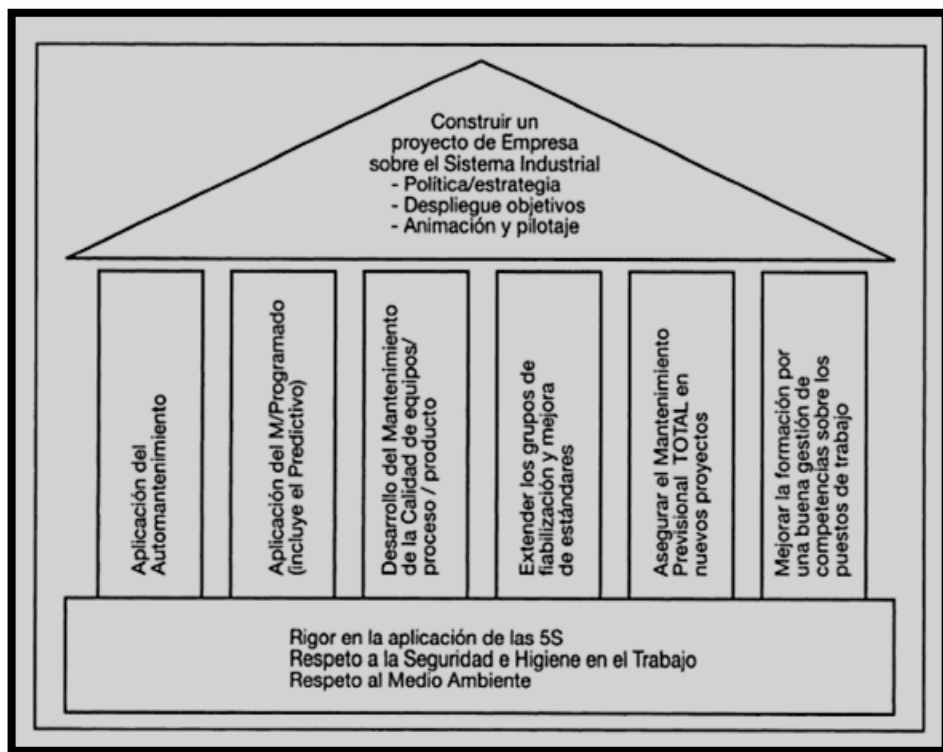 Construir un
proyecto de Empresa
sobre el Sistema Industrial
- Política/estrategia
- Despliegue objetivos
- Animación y pilotaje
Aplicación del
Automantenimiento
Aplicación del M/Programado
(incluye el Predictivo)
Desarrollo del Mantenimiento
de la Calidad de equipos/
proceso / producto
Extender los grupos de
fiabilización y mejora
de estándares
Asegurar el Mantenimiento
Previsional TOTAL en
nuevos proyectos
Mejorar la formación por
una buena gestión de
competencias sobre los
puestos de trabajo
Rigor en la aplicación de las 5S
Respeto a la Seguridad e Higiene en el Trabajo
Respeto al Medio Ambiente